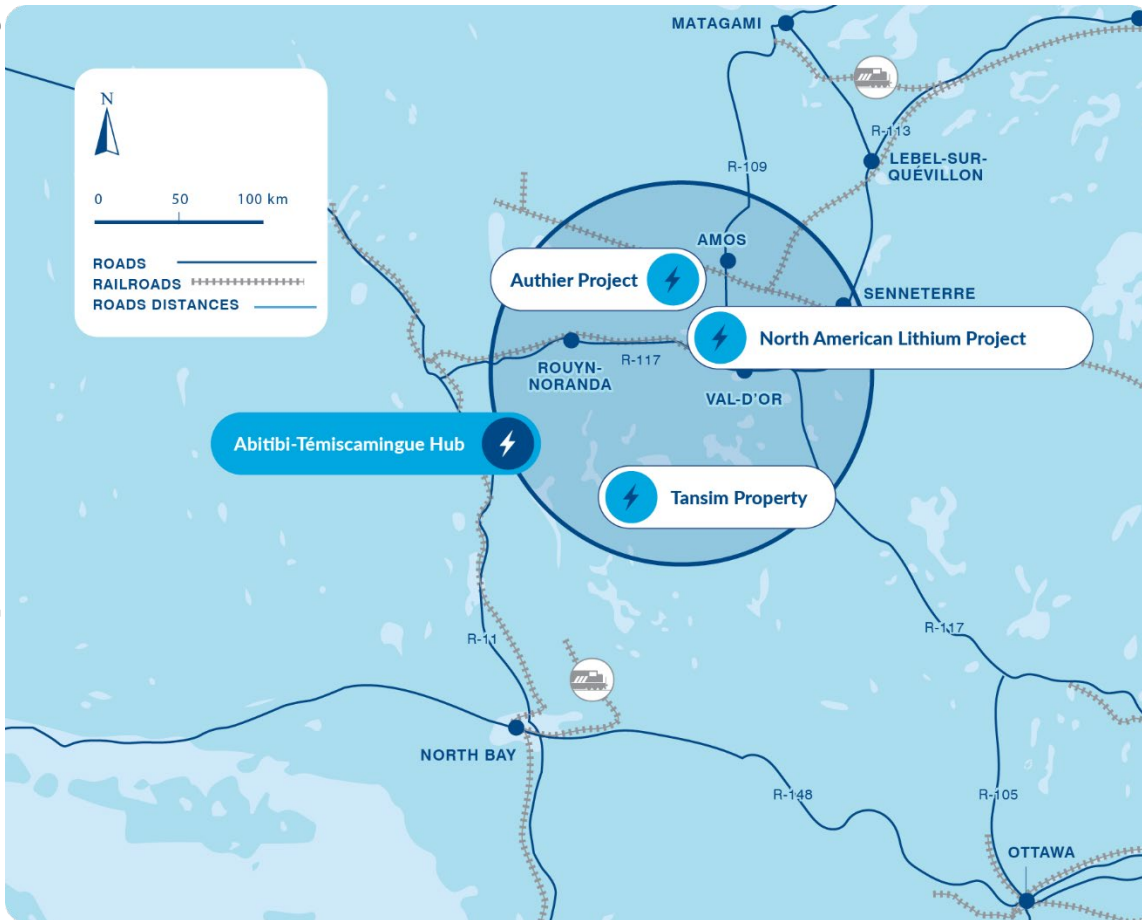 MATAGAMI
N
R-113
LEBEL-SUR-
QUÉVILLON
R-109
0 50 100 km
AMOS
ROADS
RAILROADS
ROADS DISTANCES
Authier Project
SENNETERRE
North American Lithium Project
R-117
ROUYN-
NORANDA
VAL-D'OR
Abitibi-Témiscamingue Hub
Tansim Property
R-11
R-117
NORTH BAY
R-148
R-105
OTTAWA